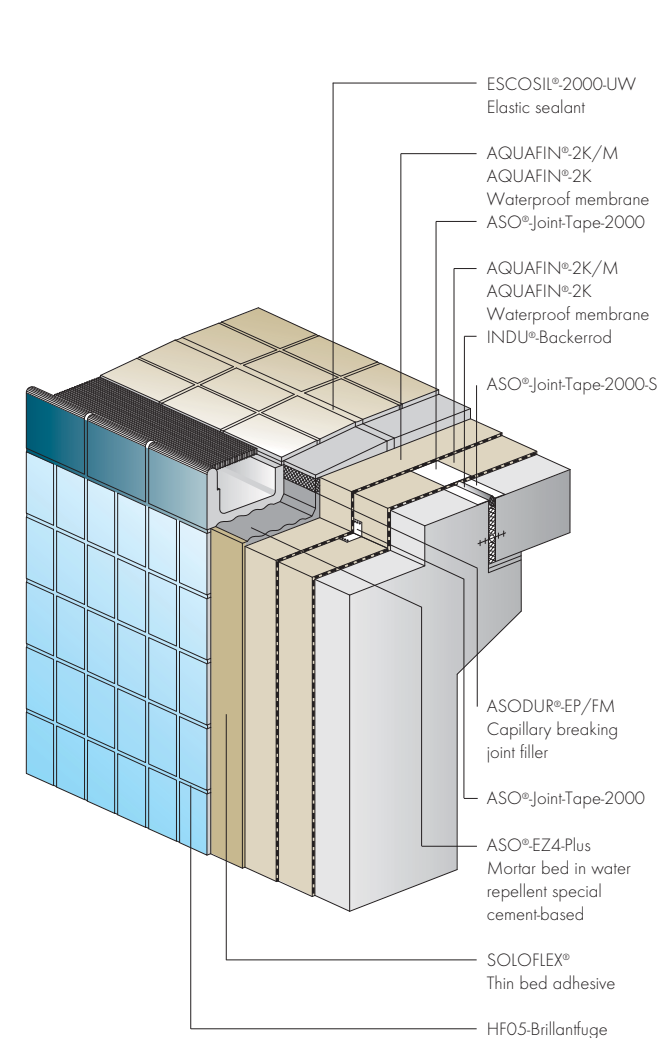 ESCOSIL®-2000-UW
Elastic sealant
AQUAFIN®-2K/M
AQUAFIN®-2K
Waterproof membrane
ASO®-Joint-Tape-2000
AQUAFIN®-2K/M
AQUAFIN®-2K
Waterproof membrane
INDU®-Backerrod
ASO®-Joint-Tape-2000-S
ASODUR®-EP/FM
Capillary breaking
joint filler
ASO®-Joint-Tape-2000
ASO®-EZ4-Plus
Mortar bed in water
repellent special
cement-based
SOLOFLEX®
Thin bed adhesive
HF05-Brillantfuge